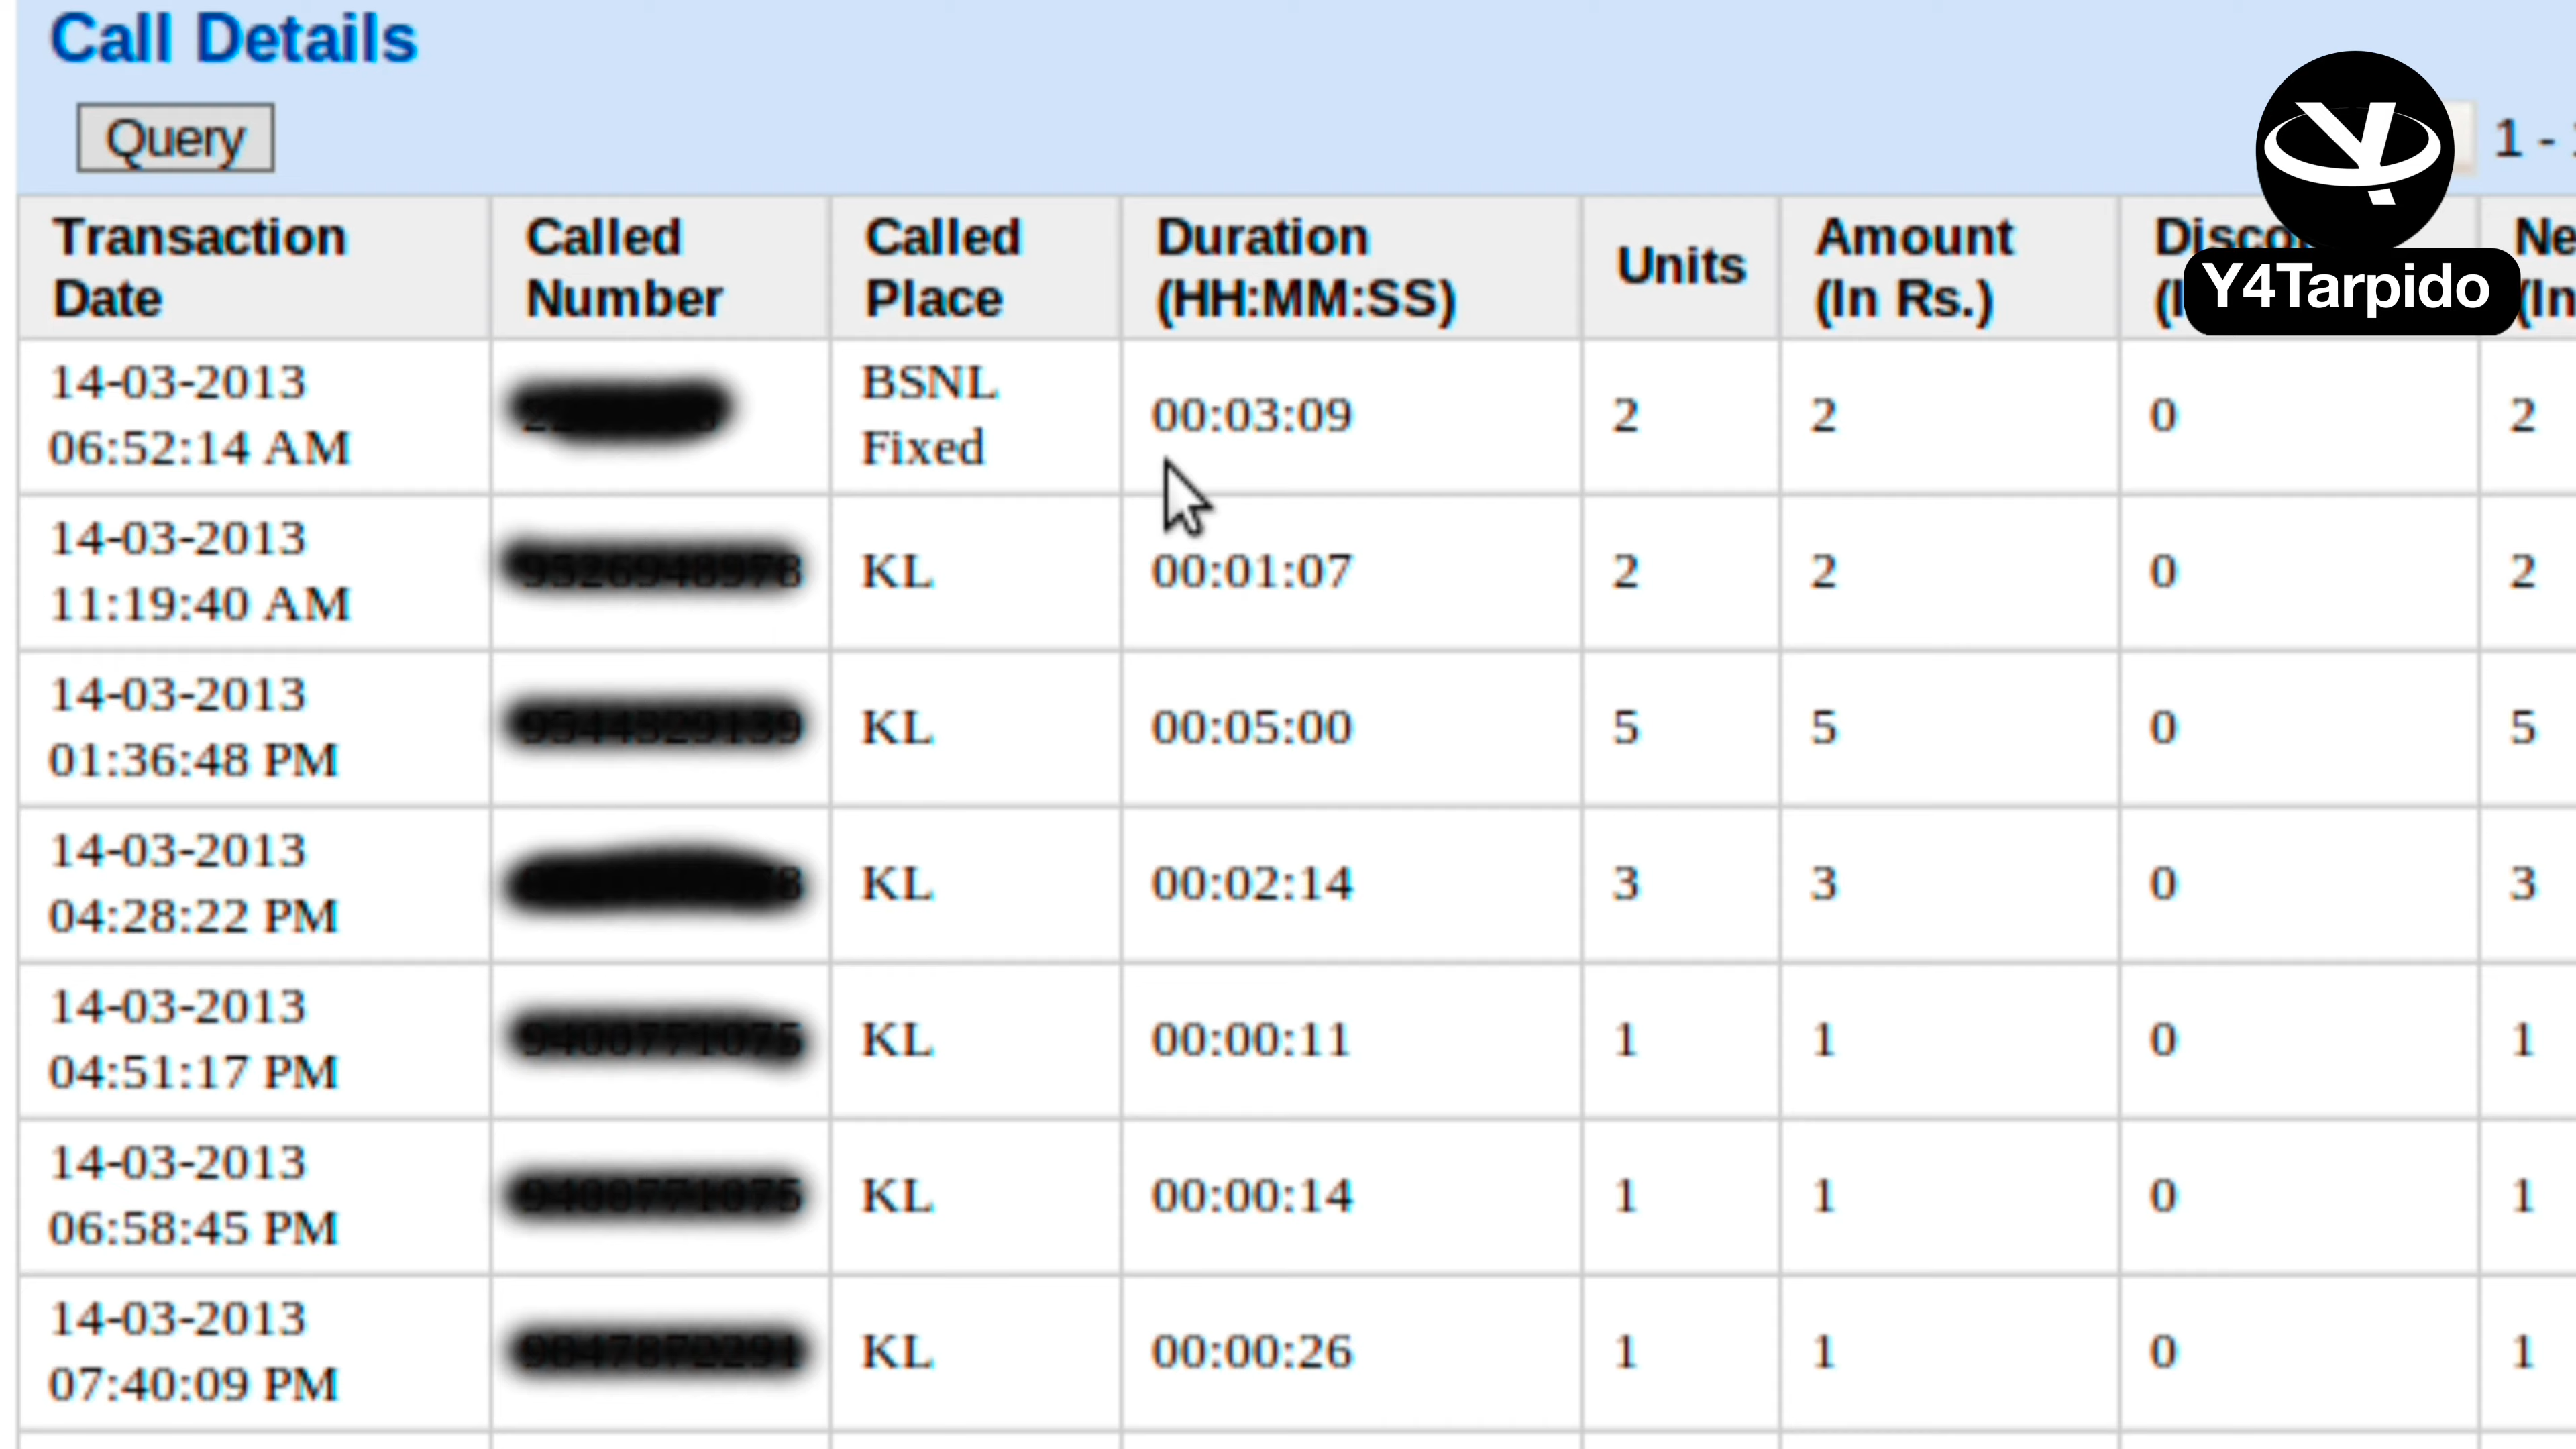 Call Details
Query
1 -
Transaction Date
Called Number
Called Place
Duration (HH:MM:SS)
Units
Amount (In Rs.)
Y4Tarpido
14-03-2013 06:52:14 AM
BSNL Fixed
00:03:09
2
2
0
2
14-03-2013 11:19:40 AM
KL
00:01:07
2
2
0
2
14-03-2013 01:36:48 PM
KL
00:05:00
5
5
0
5
14-03-2013 04:28:22 PM
KL
00:02:14
3
3
0
3
14-03-2013 04:51:17 PM
KL
00:00:11
1
1
0
1
14-03-2013 06:58:45 PM
KL
00:00:14
1
1
0
1
14-03-2013 07:40:09 PM
KL
00:00:26
1
1
0
1